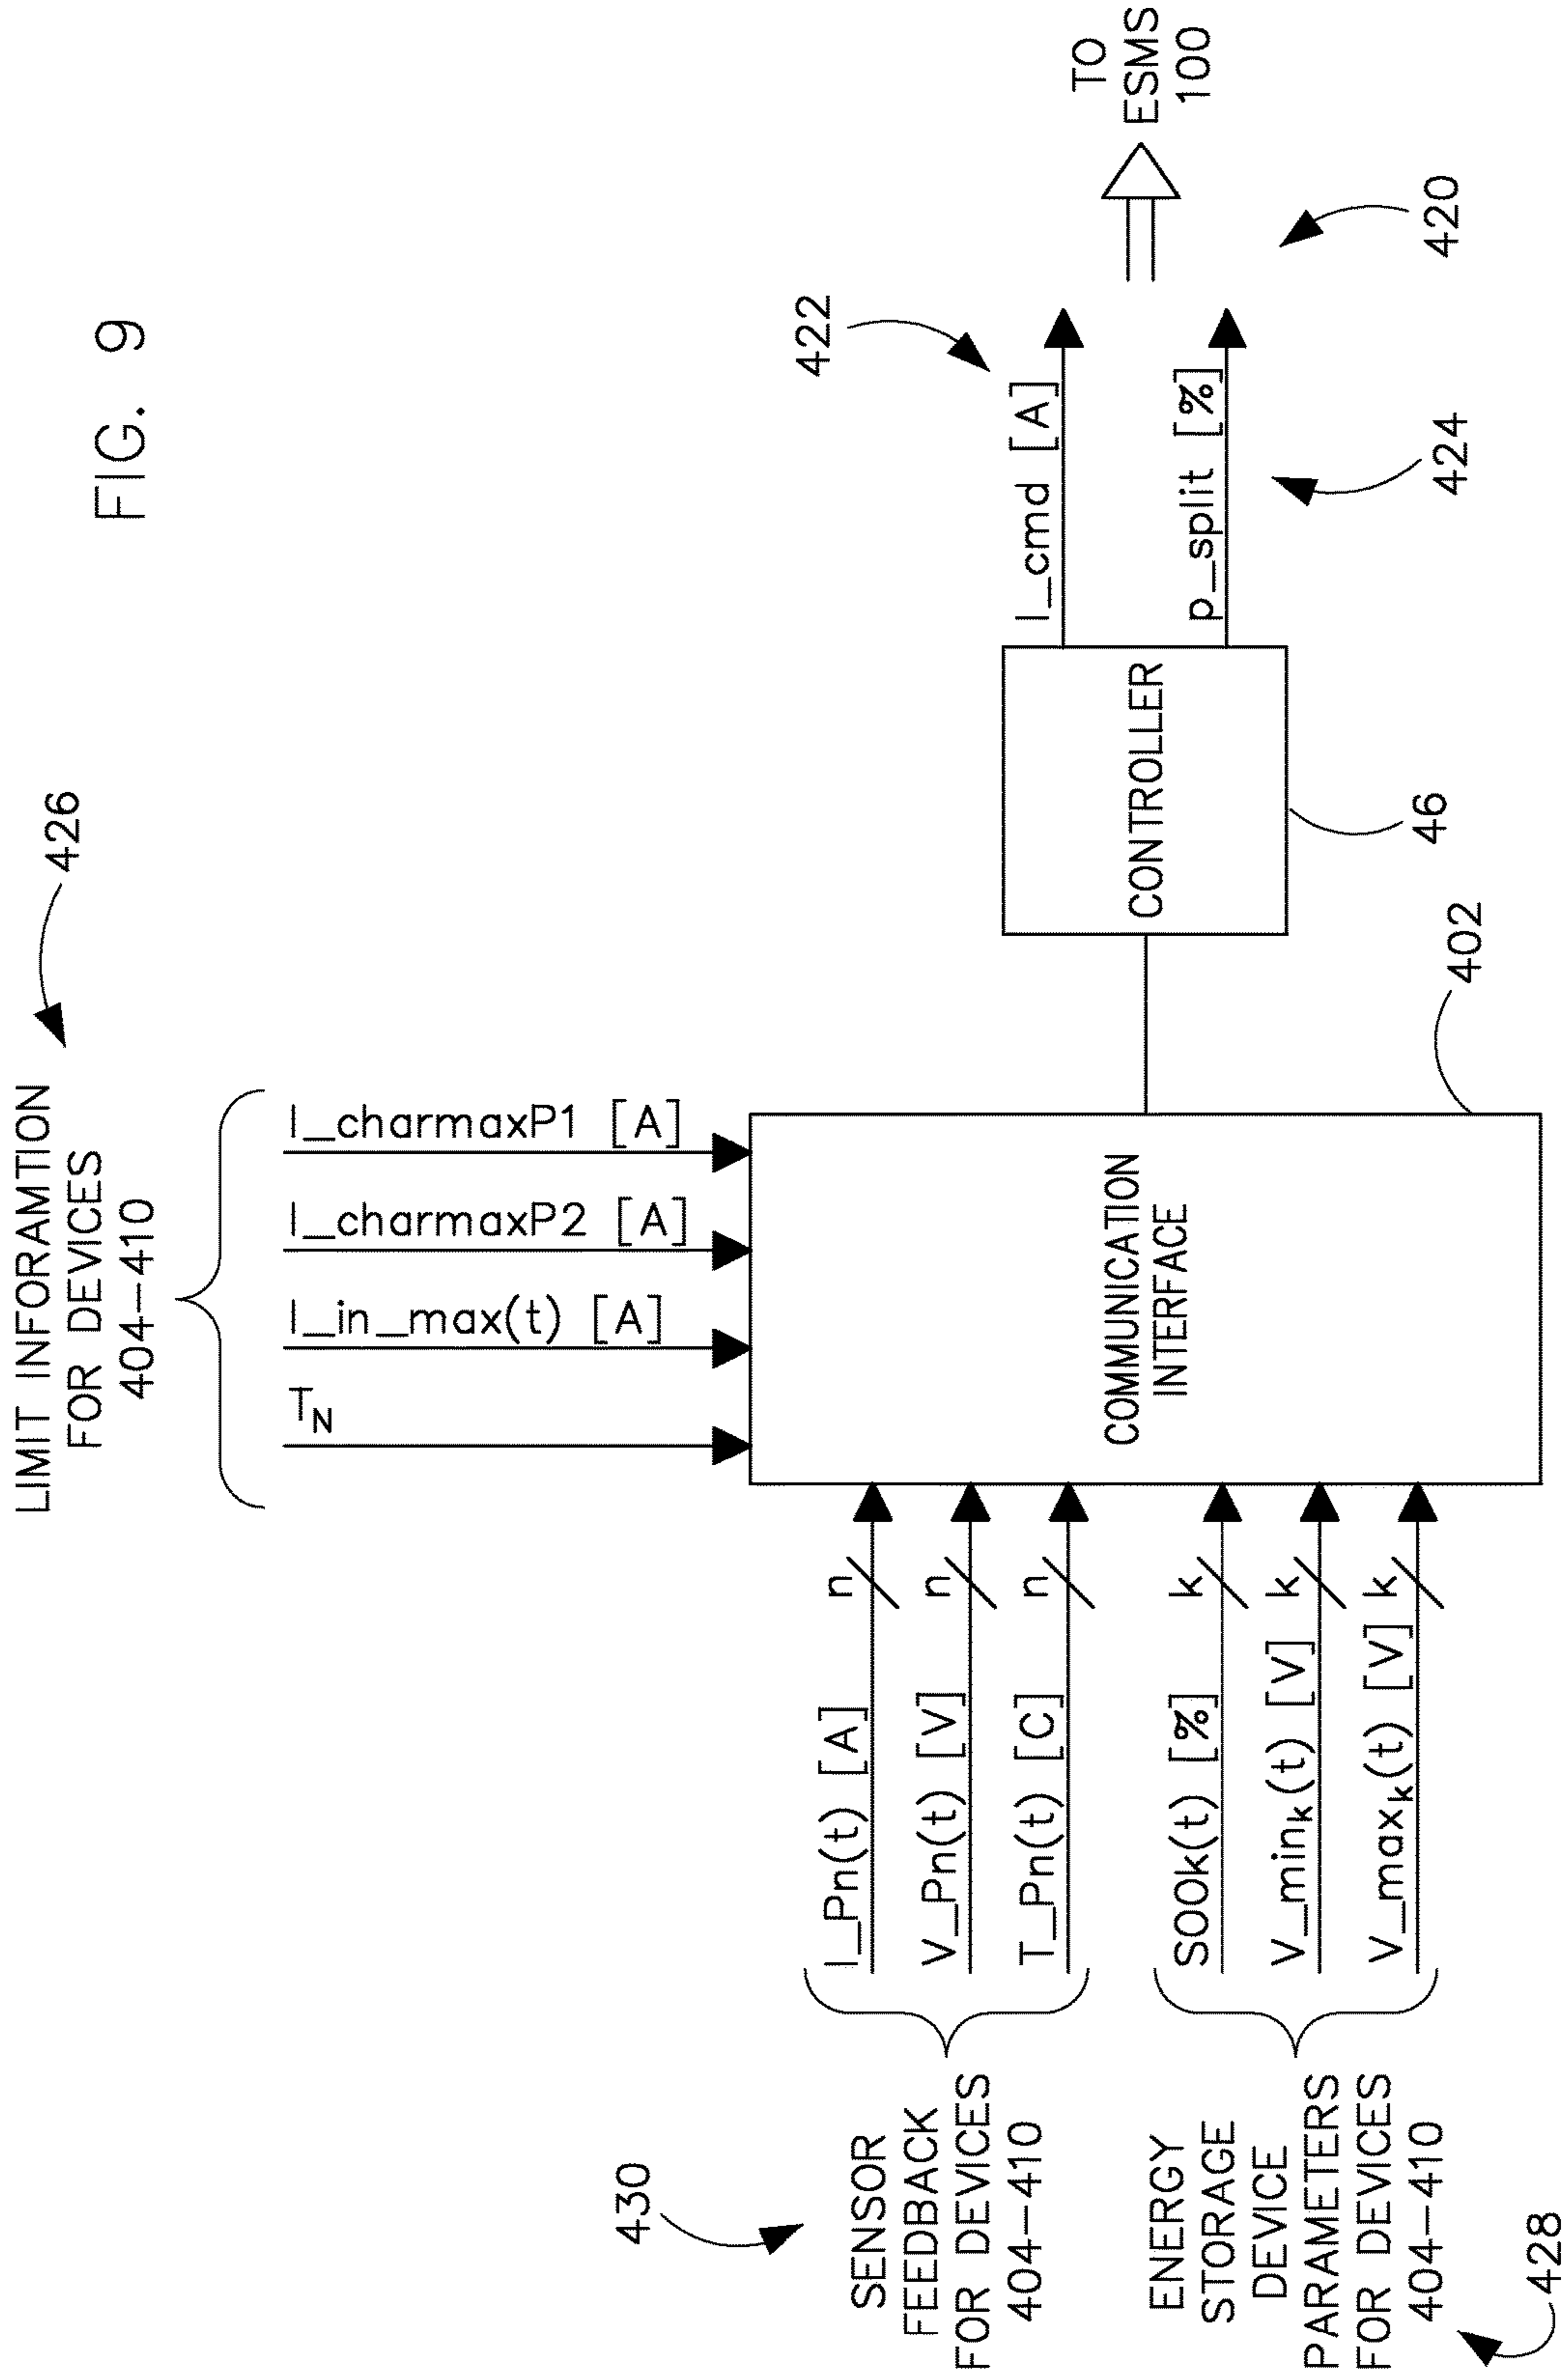 FIG. 9
LIMIT INFORAMTION
FOR DEVICES
404–410
426
T_N
I_in_max(t) [A]
I_charmaxP2 [A]
I_charmaxP1 [A]
430
SENSOR
FEEDBACK
FOR DEVICES
404–410
I_Pn(t) [A]
n
V_Pn(t) [V]
n
T_Pn(t) [C]
n
ENERGY
STORAGE
DEVICE
PARAMETERS
FOR DEVICES
404–410
428
SOOk(t) [%]
k
V_min_k(t) [V]
k
V_max_k(t) [V]
k
COMMUNICATION
INTERFACE
402
CONTROLLER
46
I_cmd [A]
422
p_split [%]
424
TO
ESMS
100
420